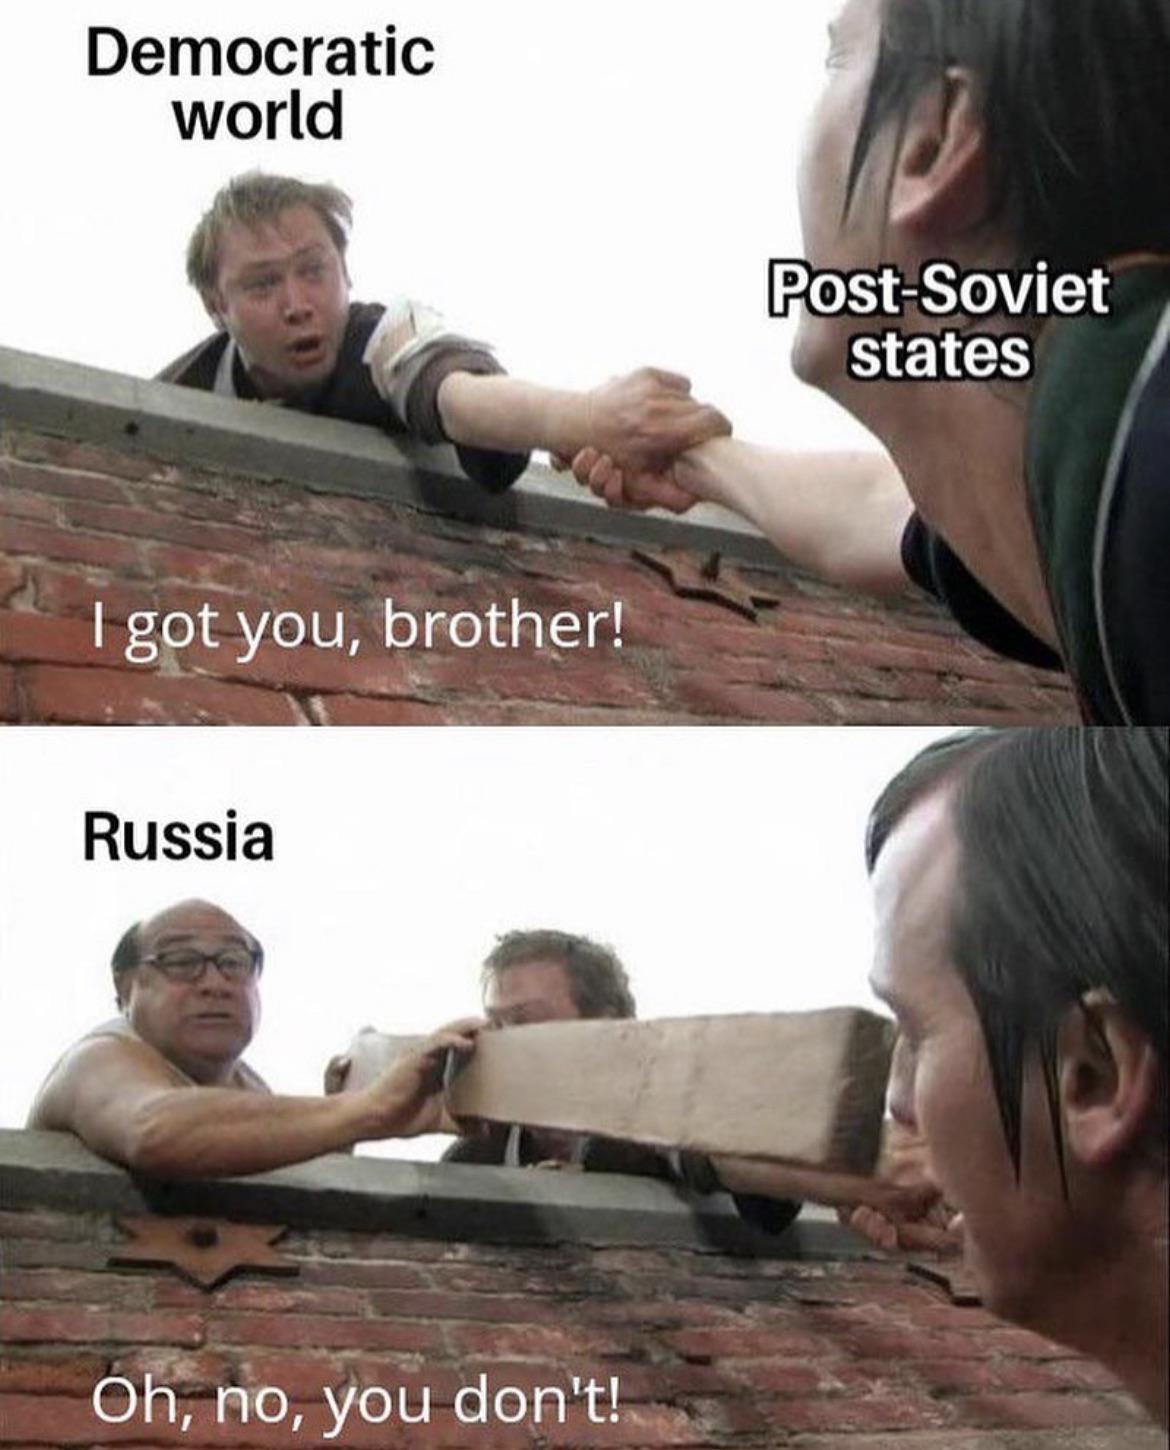 Democratic
world
Post-Soviet
states
I got you, brother!
Russia
Oh, no, you don't!